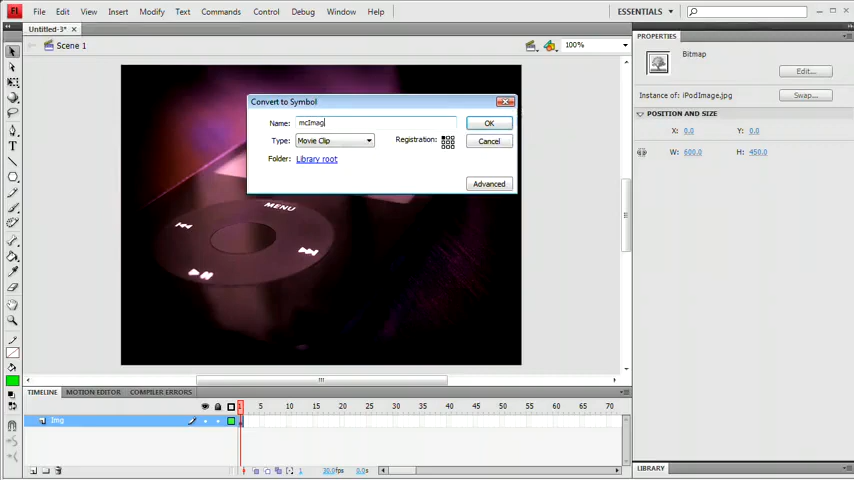 FL File Edit View Insert Modify Text Commands Control Debug Window Help ESSENTIALS
Untitled-3*
Scene 1 100%
PROPERTIES
Bitmap
Edit...
Instance of: iPodImage.jpg Swap...
POSITION AND SIZE
X: 0.0 Y: 0.0
W: 600.0 H: 450.0
Convert to Symbol
Name: mcImag OK
Type: Movie Clip Registration: Cancel
Folder: Library root
Advanced
MENU
TIMELINE MOTION EDITOR COMPILER ERRORS
1 5 10 15 20 25 30 35 40 45 50 55 60 65 70
Img
1 30.0fps 0.0s
LIBRARY